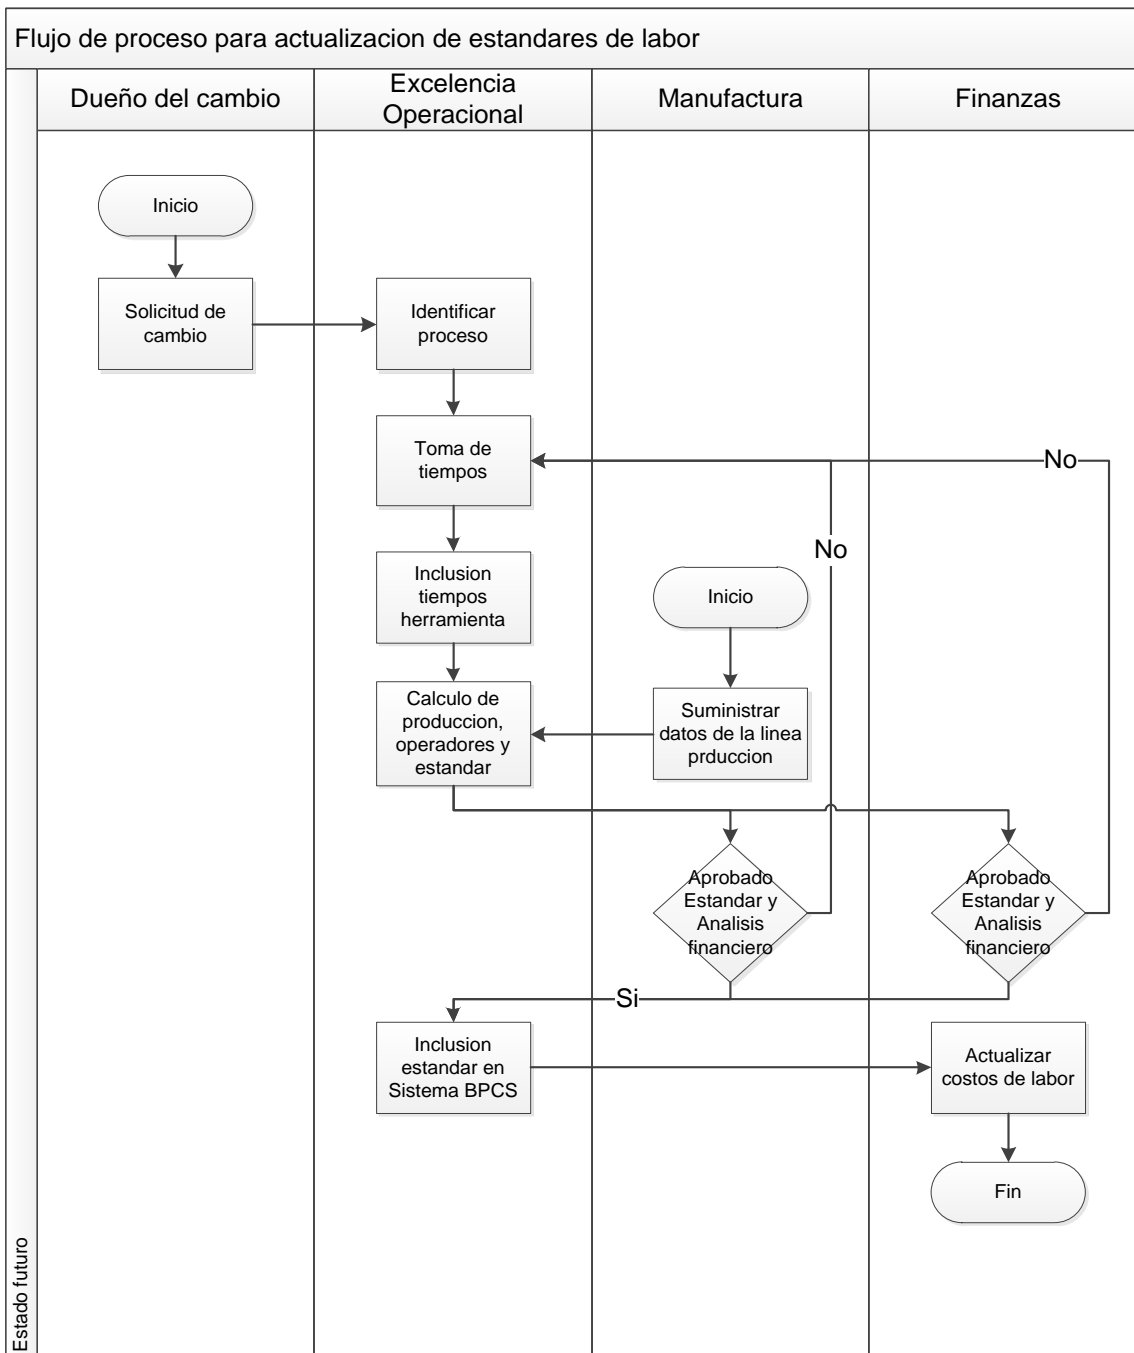 Flujo de proceso para actualizacion de estandares de labor
Dueño del cambio
Excelencia
Operacional
Manufactura
Finanzas
Inicio
Solicitud de
cambio
Identificar
proceso
Toma de
tiempos
No
No
Inclusion
tiempos
herramienta
Inicio
Calculo de
produccion,
operadores y
estandar
Suministrar
datos de la linea
prduccion
Aprobado
Estandar y
Analisis
financiero
Aprobado
Estandar y
Analisis
financiero
Si
Inclusion
estandar en
Sistema BPCS
Actualizar
costos de labor
Fin
Estado futuro